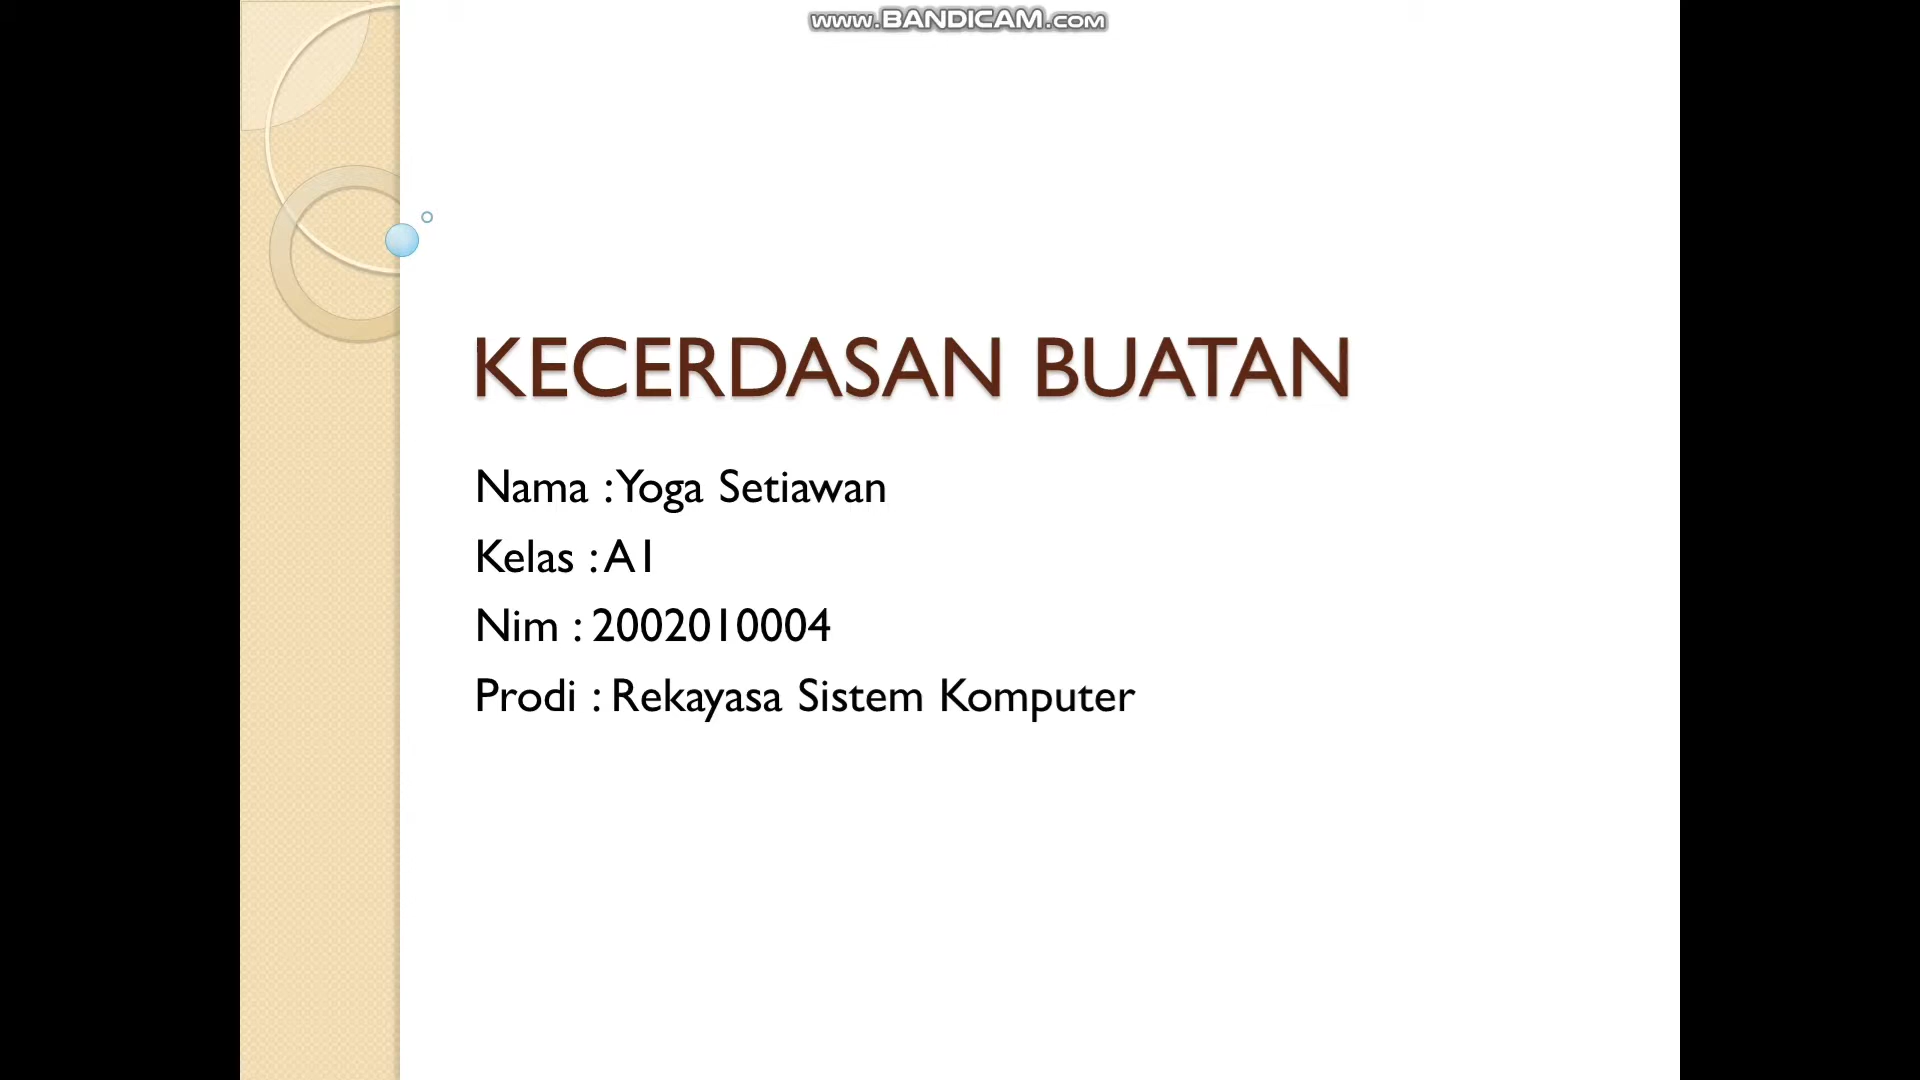 www.BANDICAM.com
KECERDASAN BUATAN
Nama : Yoga Setiawan
Kelas : A1
Nim : 2002010004
Prodi : Rekayasa Sistem Komputer